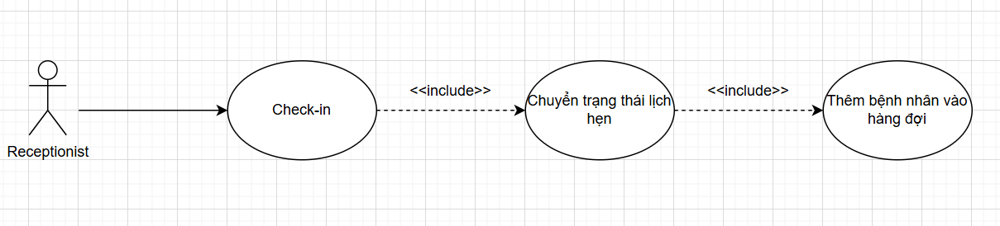 <<include>>
<<include>>
Check-in
Chuyển trạng thái lịch
hẹn
Thêm bệnh nhân vào
hàng đợi
Receptionist